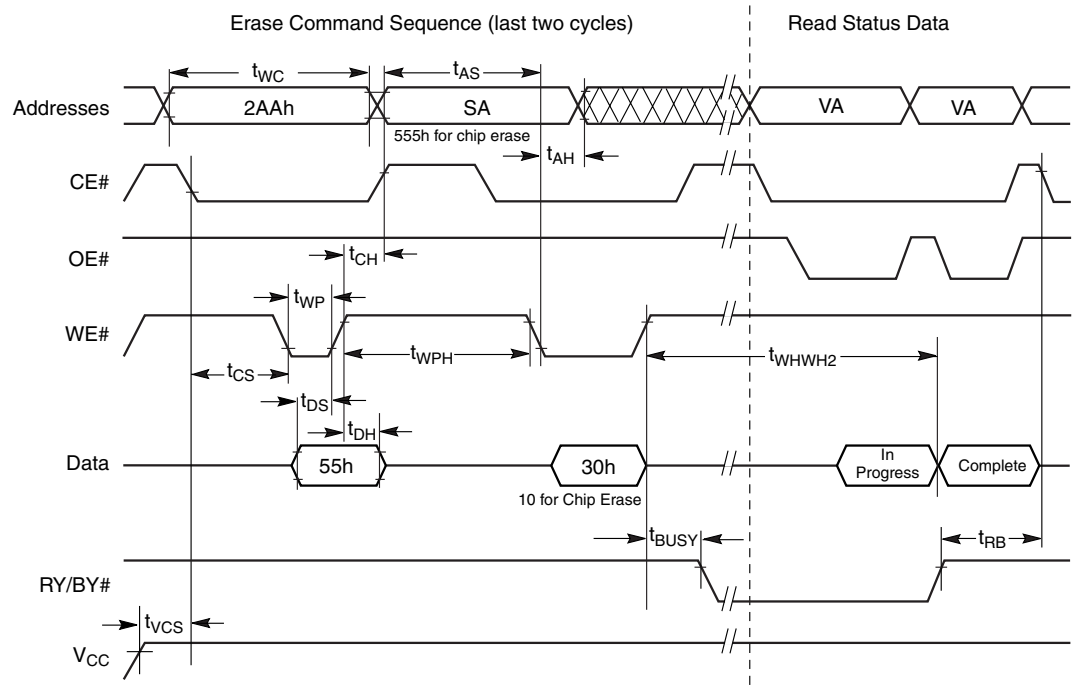 Erase Command Sequence (last two cycles)
Read Status Data
tWC
tAS
Addresses
2AAh
SA
VA
VA
555h for chip erase
tAH
CE#
OE#
tCH
tWP
WE#
tWPH
tWHWH2
tCS
tDS
tDH
Data
55h
30h
In
Progress
Complete
10 for Chip Erase
tBUSY
tRB
RY/BY#
tVCS
VCC